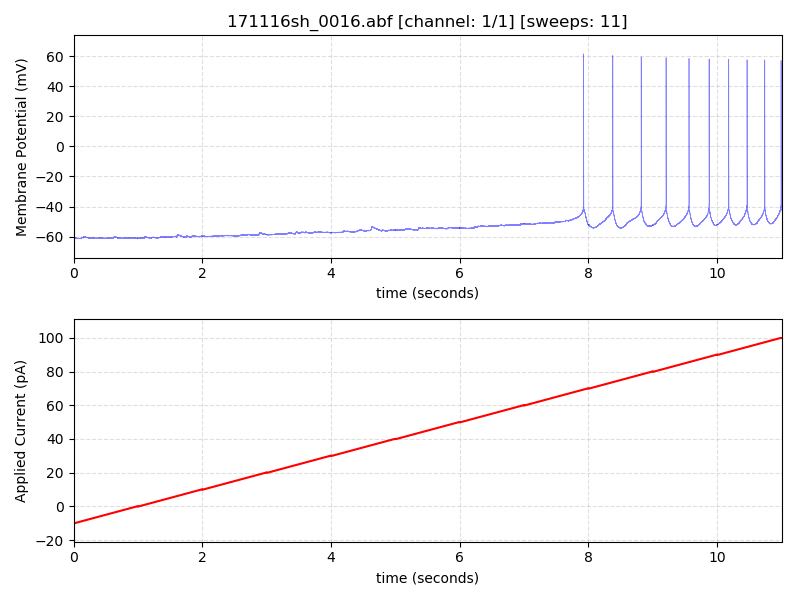 171116sh_0016.abf [channel: 1/1] [sweeps: 11]
Membrane Potential (mV)
60
40
20
0
−20
−40
−60
0 2 4 6 8 10
time (seconds)
Applied Current (pA)
100
80
60
40
20
0
−20
0 2 4 6 8 10
time (seconds)